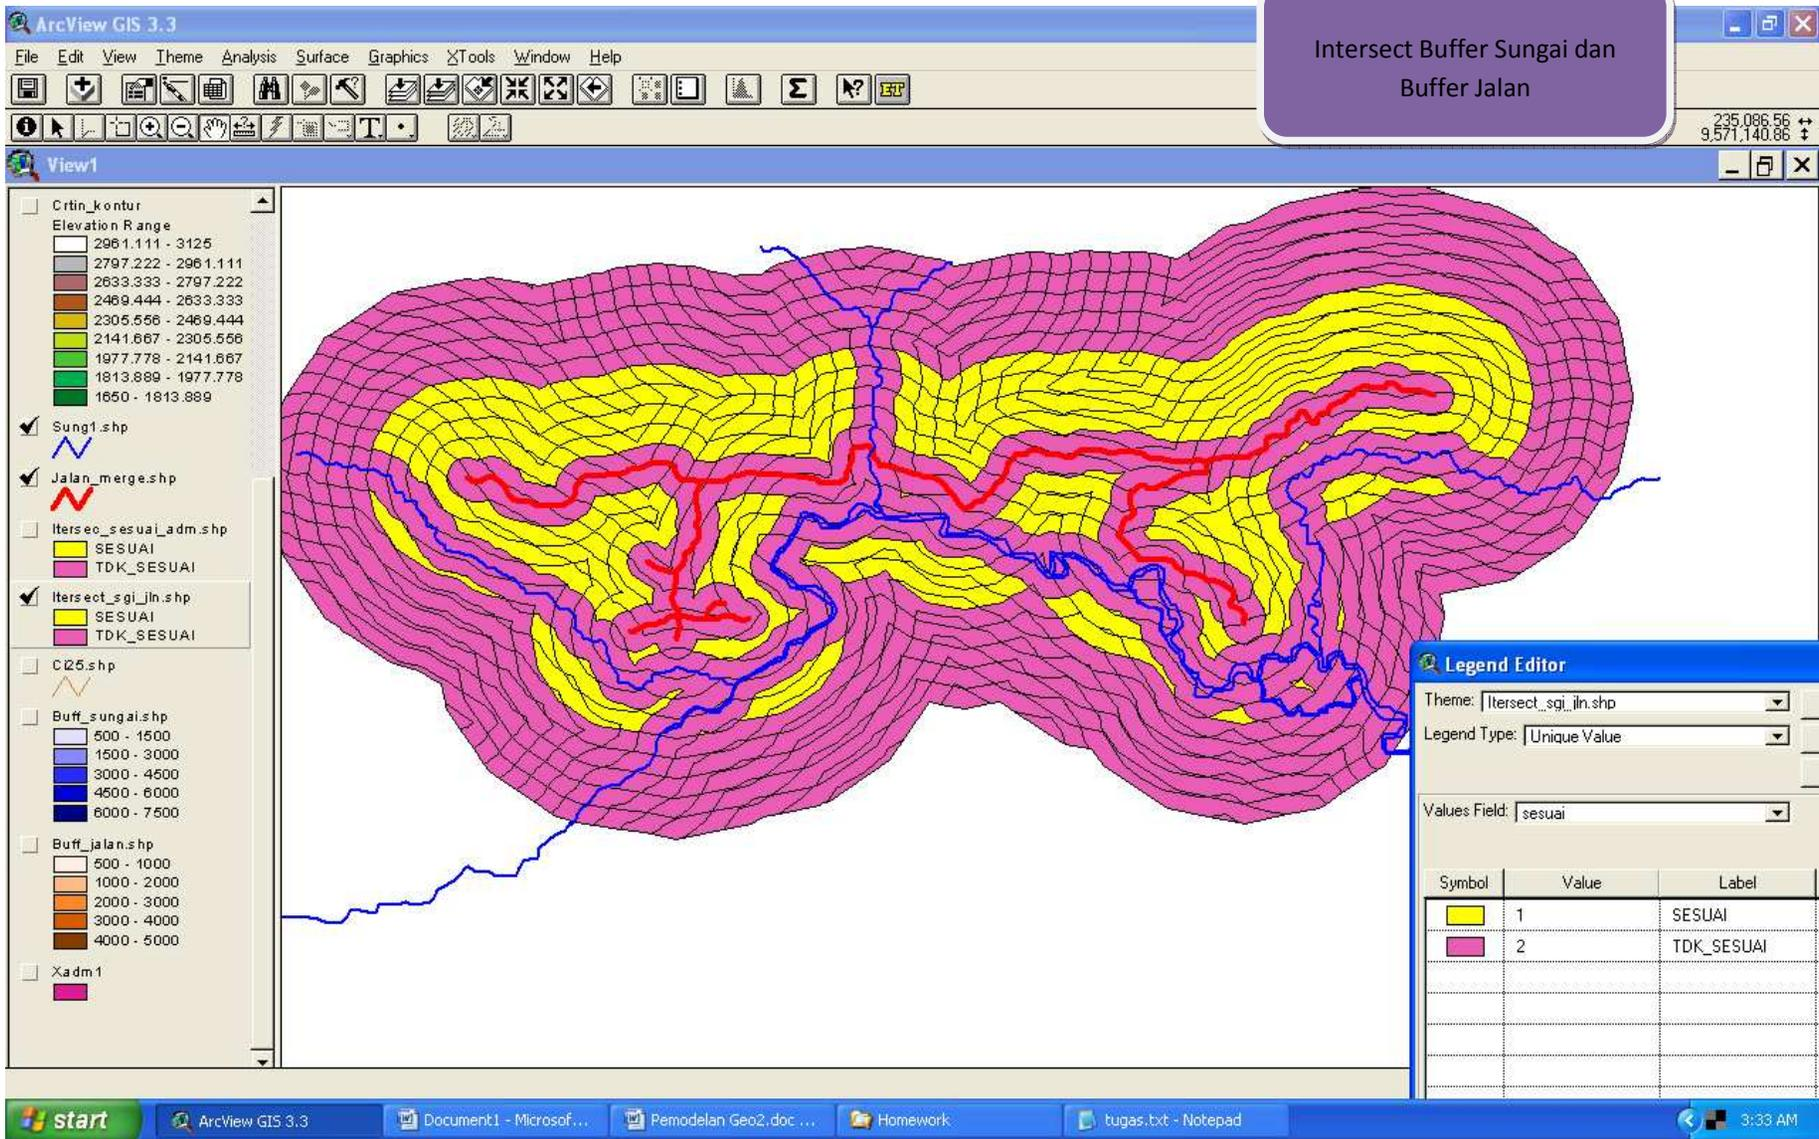 ArcView GIS 3.3
Intersect Buffer Sungai dan
Buffer Jalan
File Edit View Theme Analysis Surface Graphics XTools Window Help
235,086.56
9,571,140.86
View1
Crtin_kontur
Elevation Range
2961.111 - 3125
2797.222 - 2961.111
2633.333 - 2797.222
2469.444 - 2633.333
2305.556 - 2469.444
2141.667 - 2305.556
1977.778 - 2141.667
1813.889 - 1977.778
1650 - 1813.889
Sung1.shp
Jalan_merge.shp
Itersec_sesuai_adm.shp
SESUAI
TDK_SESUAI
Itersect_sgi_jln.shp
SESUAI
TDK_SESUAI
Ci25.shp
Buff_sungai.shp
500 - 1500
1500 - 3000
3000 - 4500
4500 - 6000
6000 - 7500
Buff_jalan.shp
500 - 1000
1000 - 2000
2000 - 3000
3000 - 4000
4000 - 5000
Xadm1
Legend Editor
Theme: Itersect_sgi_jln.shp
Legend Type: Unique Value
Values Field: sesuai
Symbol Value Label
1 SESUAI
2 TDK_SESUAI
start ArcView GIS 3.3 Document1 - Microsof... Pemodelan Geo2.doc ... Homework tugas.txt - Notepad 3:33 AM